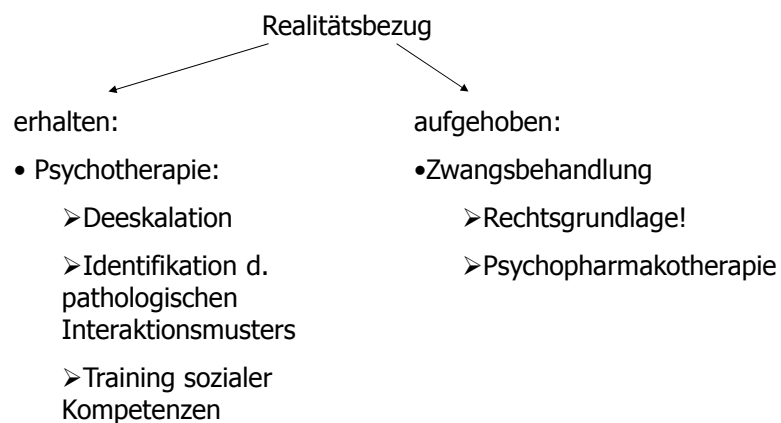 Realitätsbezug
erhalten:
• Psychotherapie:
➢Deeskalation
➢Identifikation d.
pathologischen
Interaktionsmusters
➢Training sozialer
Kompetenzen
aufgehoben:
•Zwangsbehandlung
➢Rechtsgrundlage!
➢Psychopharmakotherapie